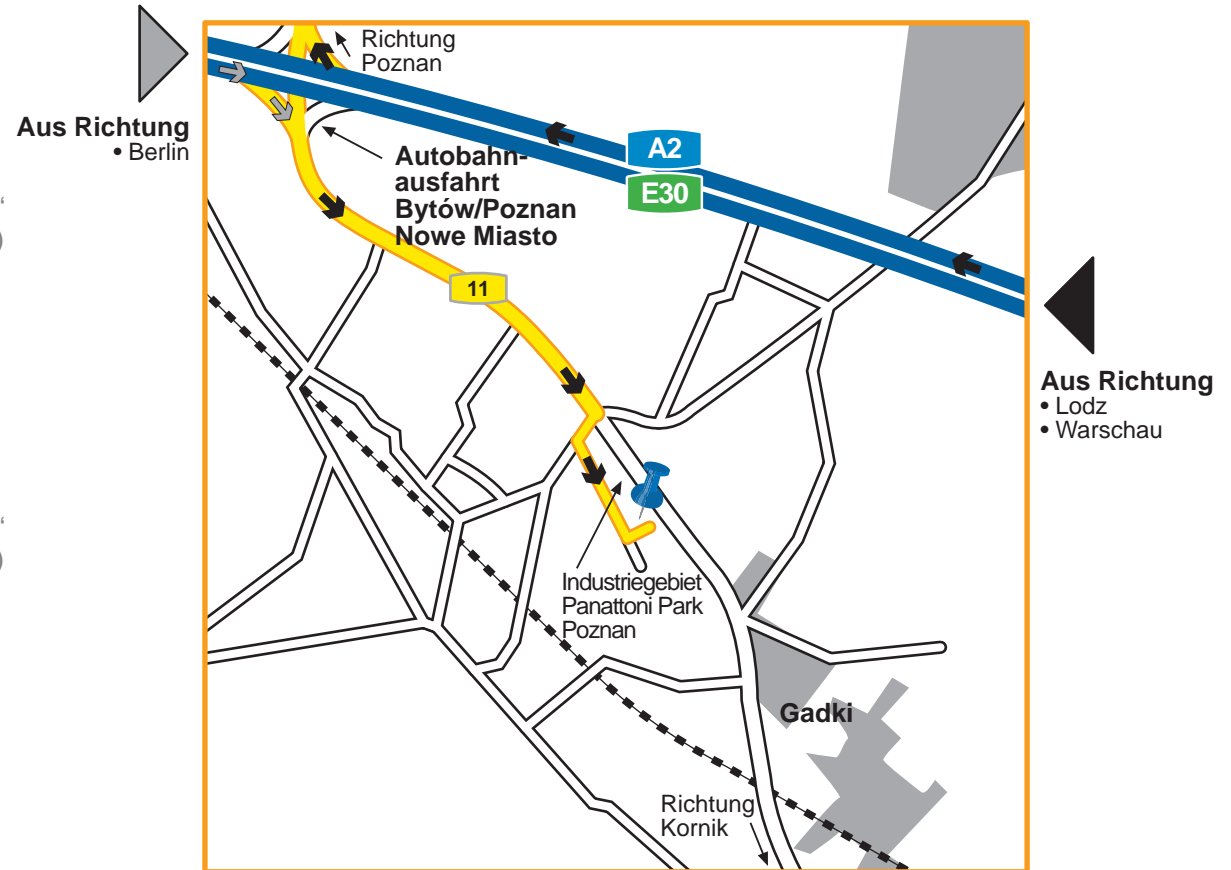 Richtung
Poznan
Aus Richtung
• Berlin
“
)
Autobahn-
ausfahrt
Bytów/Poznan
Nowe Miasto
A2
E30
11
Aus Richtung
• Lodz
• Warschau
“
)
Industriegebiet
Panattoni Park
Poznan
Gadki
Richtung
Kornik